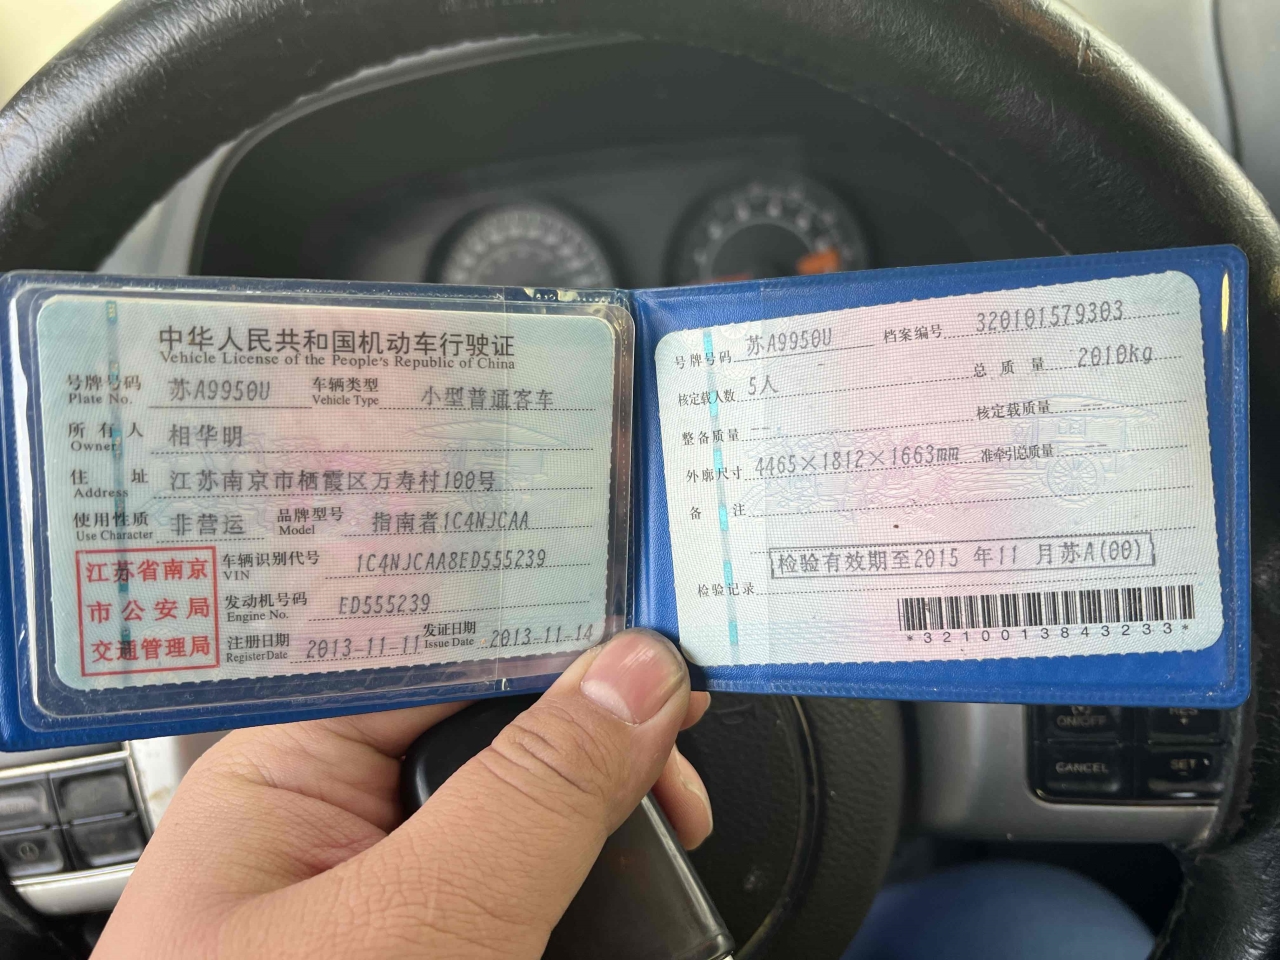 中华人民共和国机动车行驶证
Vehicle License of the People's Republic of China
号牌号码 苏A9950U 车辆类型 小型普通客车
Plate No. Vehicle Type
所有人 相华明
Owner
住址 江苏南京市栖霞区万寿村100号
Address
使用性质 非营运 品牌型号 指南者1C4NJCAA
Use Character Model
车辆识别代号 1C4NJCAA8ED555239
VIN
发动机号码 ED555239
Engine No.
注册日期 2013-11-11 发证日期 2013-11-14
Register Date Issue Date
江苏省南京
市公安局
交通管理局
号牌号码 苏A9950U 档案编号 320101579303
核定载人数 5人 总质量 2010kg
整备质量 -- 核定载质量
外廓尺寸 4465×1812×1663mm 准牵引总质量 --
备注
检验有效期至2015 年11 月苏A(00)
检验记录
*3210013843233*
ON/OFF
RES
CANCEL
SET